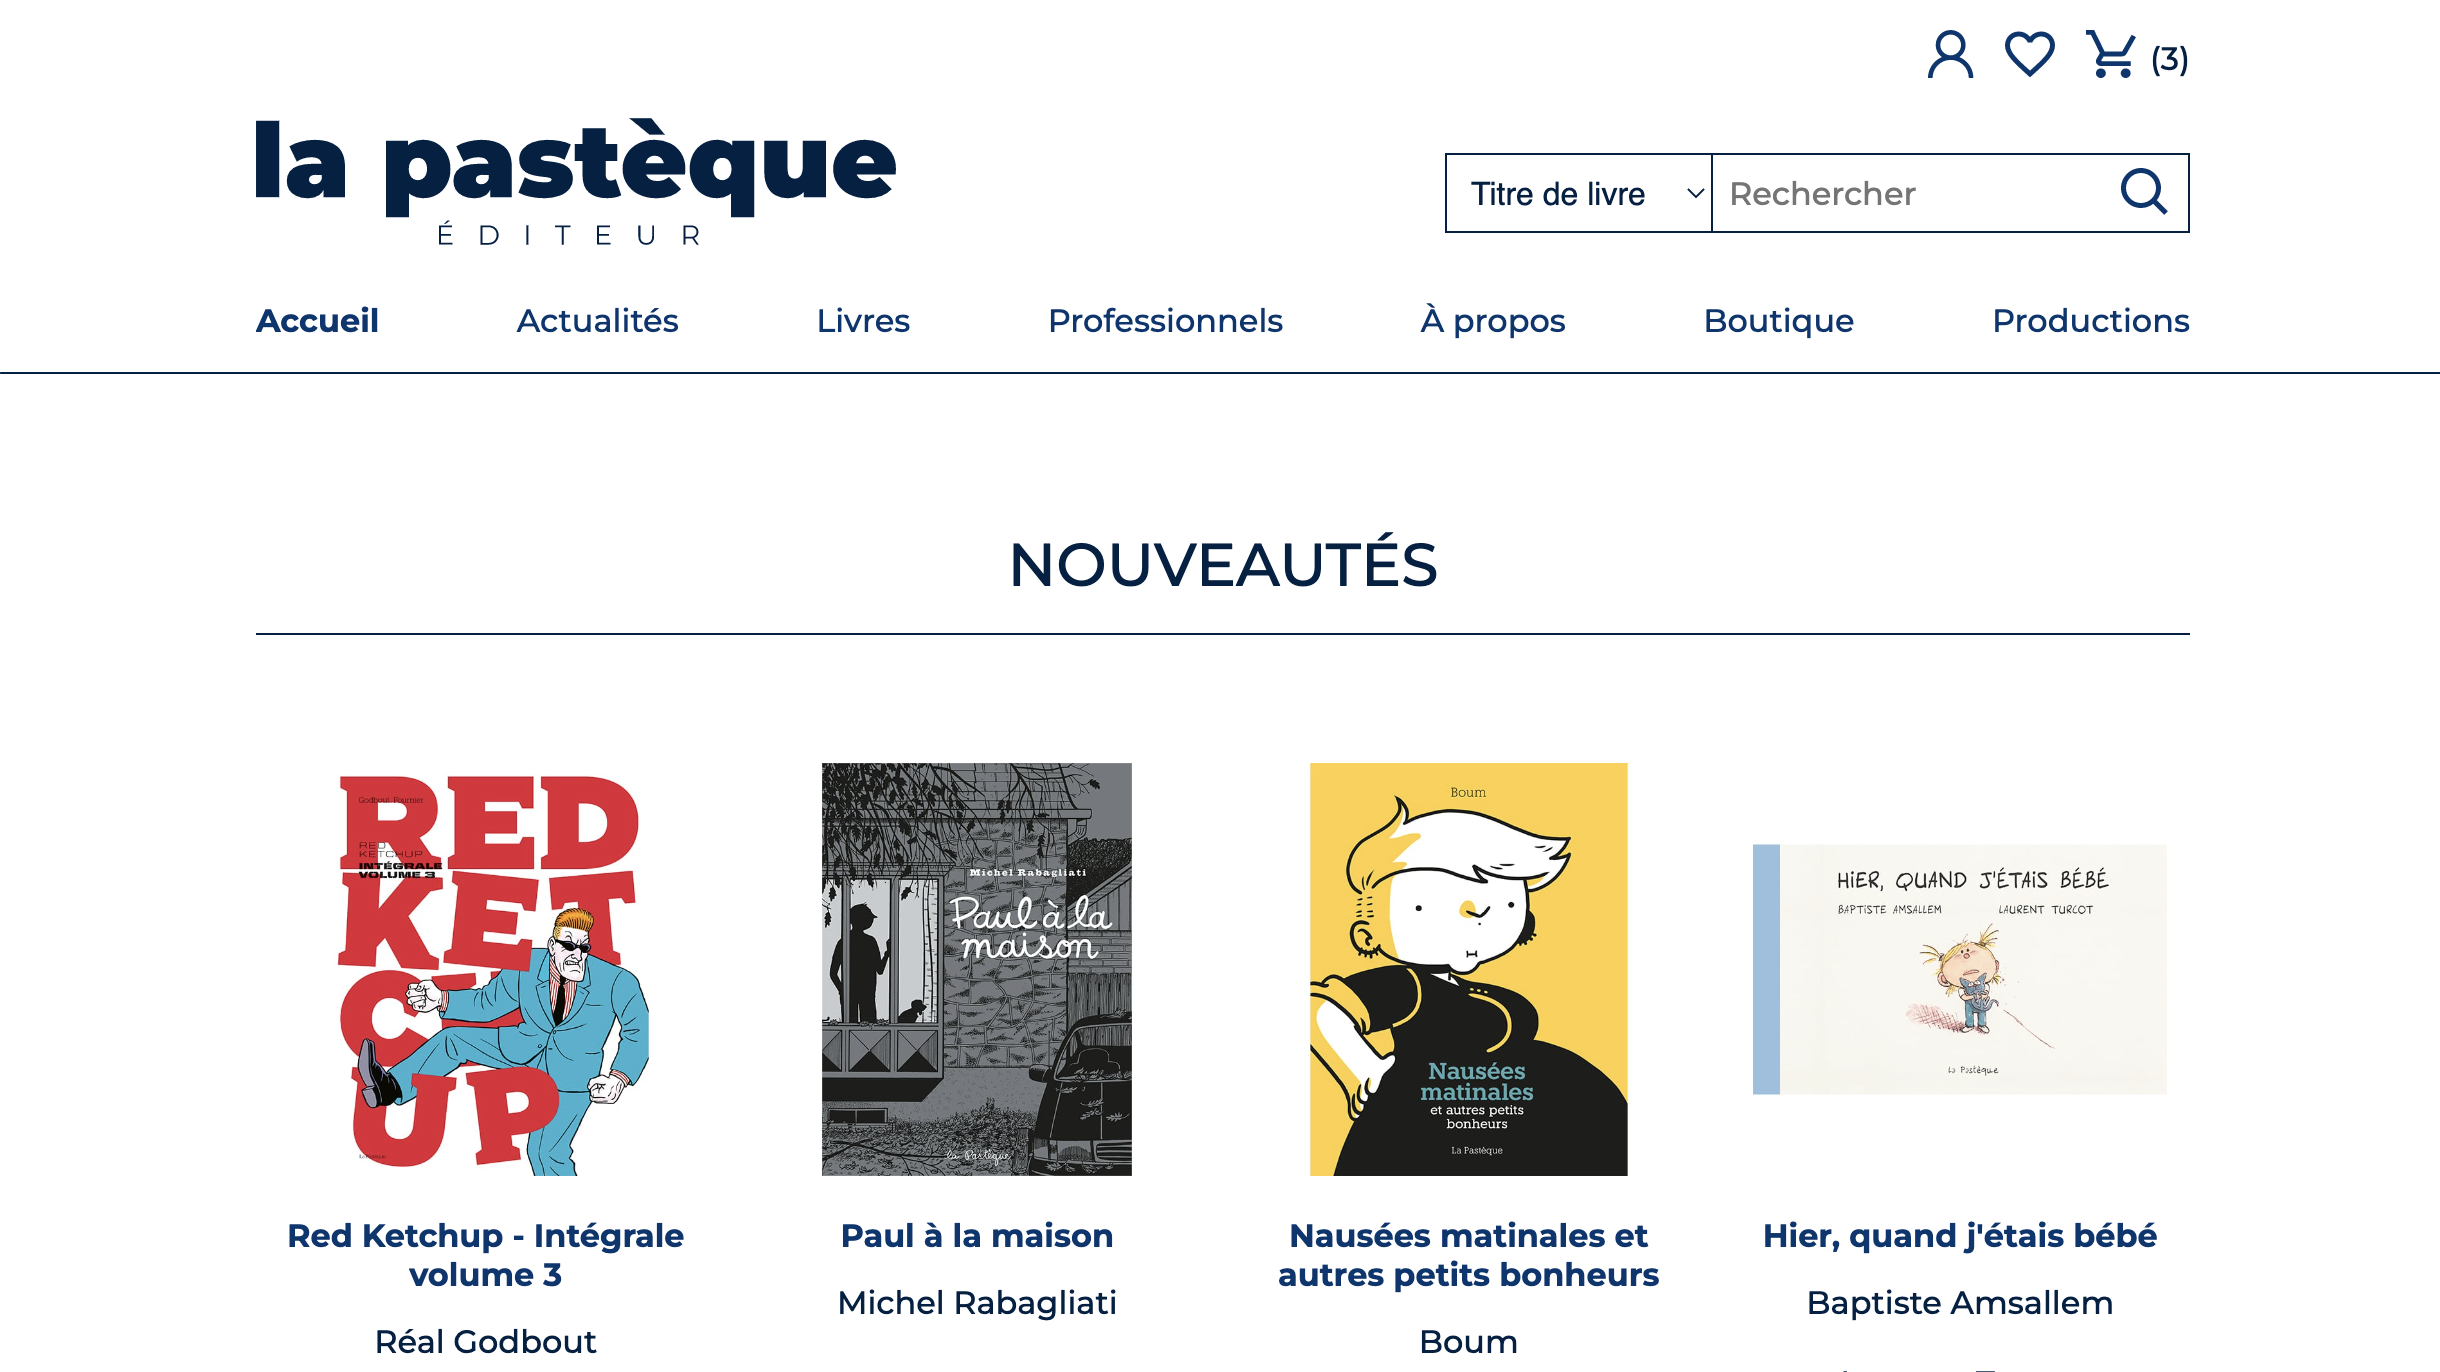 (3)
la pastèque
ÉDITEUR
Titre de livre
Rechercher
Accueil
Actualités
Livres
Professionnels
À propos
Boutique
Productions
NOUVEAUTÉS
Godbout Fournier
RED
KETCHUP
INTÉGRALE
VOLUME 3
RED
KET
CH
UP
Michel Rabagliati
Paul à la
maison
la Pastèque
Boum
Nausées
matinales
et autres petits
bonheurs
La Pastèque
HiER, QUAND J'ÉTAiS BÉBÉ
BAPTiSTE AMSALLEM
LAURENT TURCOT
La Pastèque
Red Ketchup - Intégrale
volume 3
Réal Godbout
Paul à la maison
Michel Rabagliati
Nausées matinales et
autres petits bonheurs
Boum
Hier, quand j'étais bébé
Baptiste Amsallem